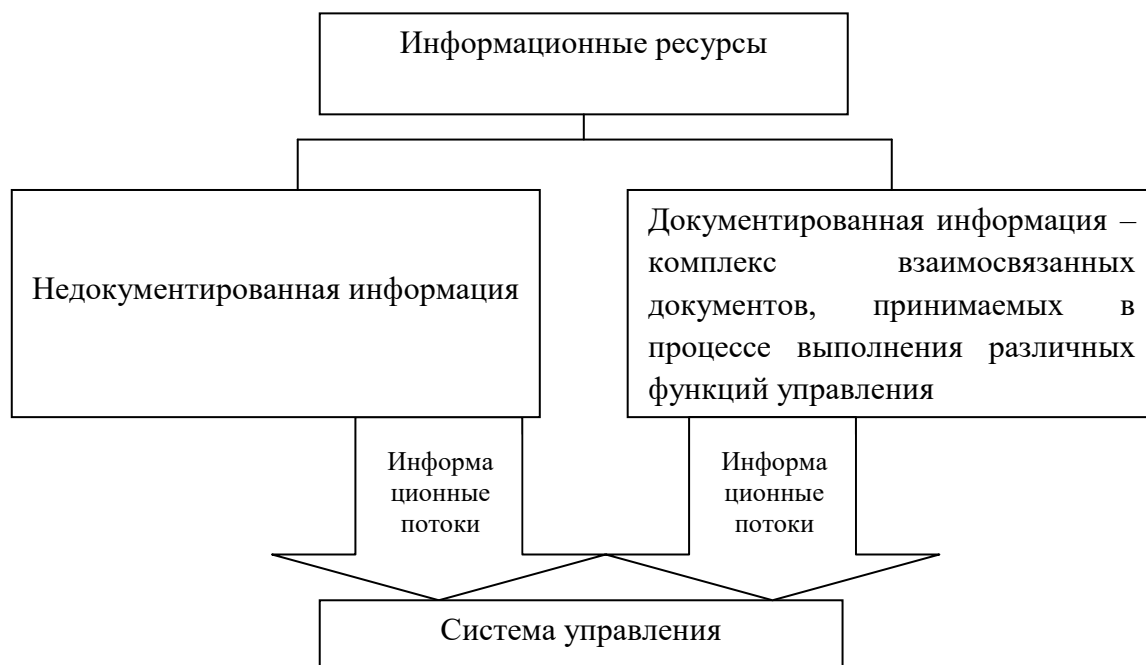 Информационные ресурсы
Недокументированная информация
Документированная информация –
комплекс взаимосвязанных
документов, принимаемых в
процессе выполнения различных
функций управления
Информа
ционные
потоки
Информа
ционные
потоки
Система управления